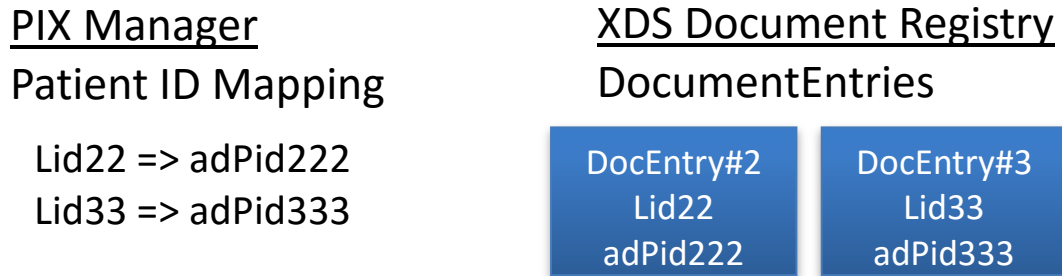 PIX Manager
Patient ID Mapping
Lid22 => adPid222
Lid33 => adPid333
XDS Document Registry
DocumentEntries
DocEntry#2
Lid22
adPid222
DocEntry#3
Lid33
adPid333